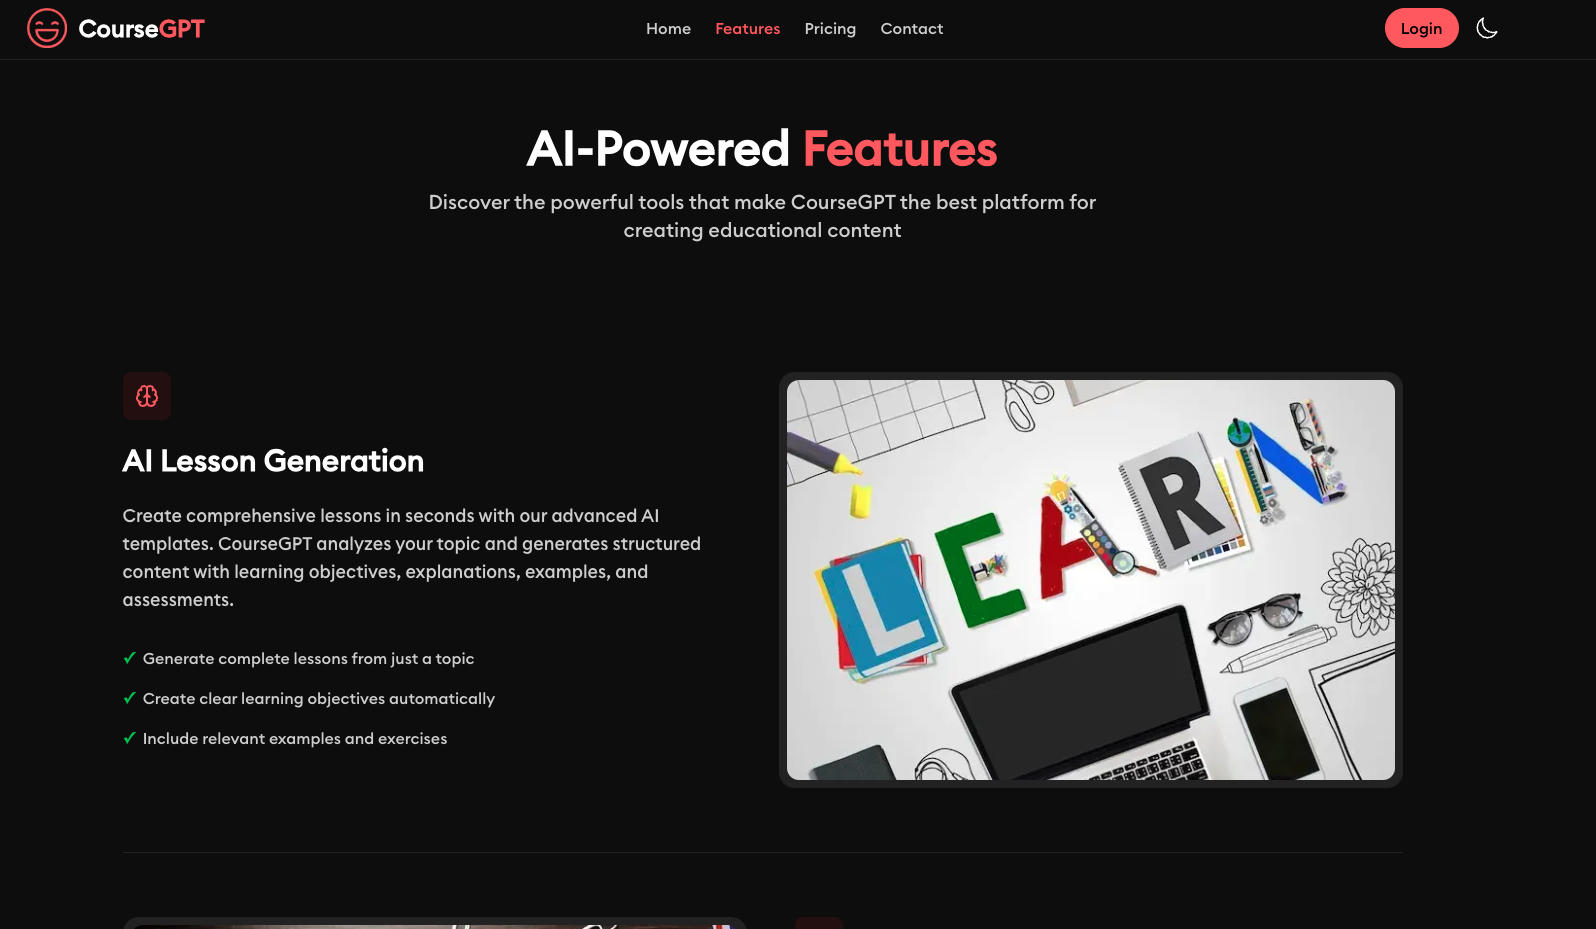 CourseGPT
Home Features Pricing Contact
Login
AI-Powered Features
Discover the powerful tools that make CourseGPT the best platform for
creating educational content
AI Lesson Generation
Create comprehensive lessons in seconds with our advanced AI
templates. CourseGPT analyzes your topic and generates structured
content with learning objectives, explanations, examples, and
assessments.
✓ Generate complete lessons from just a topic
✓ Create clear learning objectives automatically
✓ Include relevant examples and exercises
LEARN